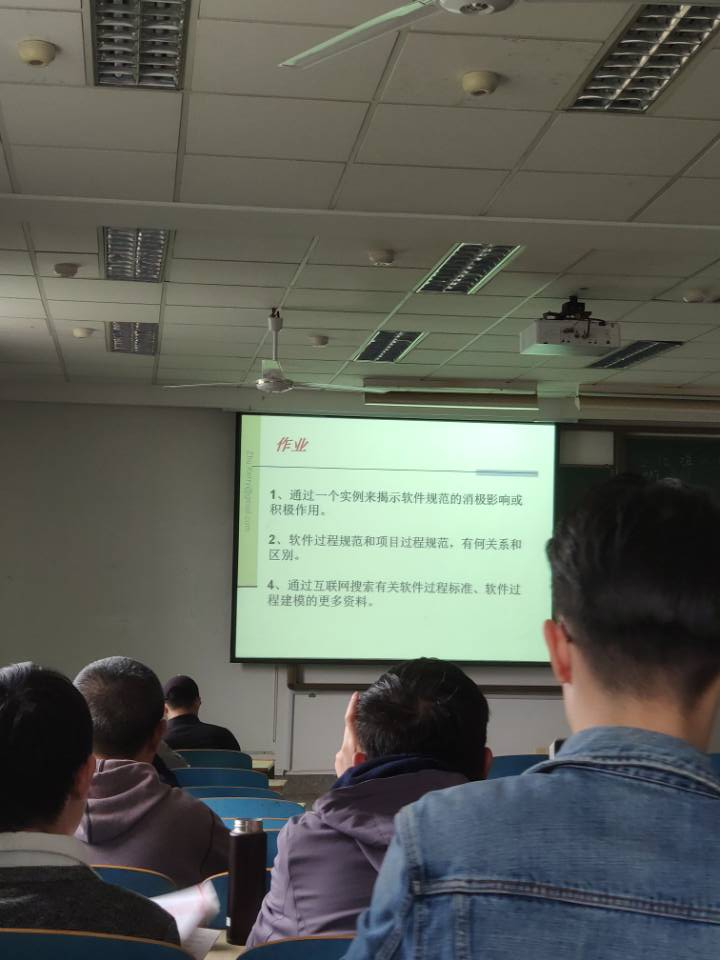 作业
1、通过一个实例来揭示软件规范的消极影响或
积极作用。
2、软件过程规范和项目过程规范，有何关系和
区别。
4、通过互联网搜索有关软件过程标准、软件过
程建模的更多资料。